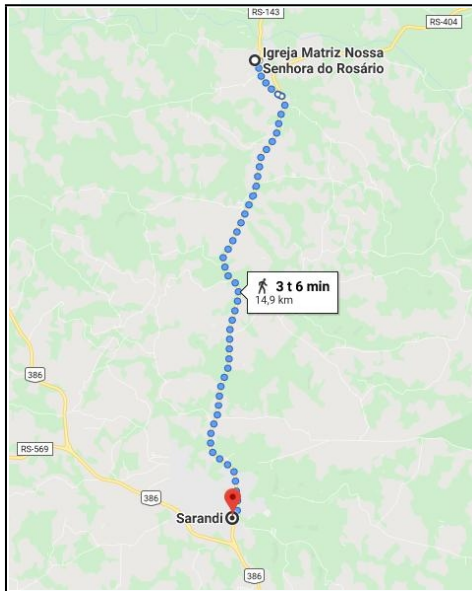 RS-143
RS-404
Igreja Matriz Nossa
Senhora do Rosário
3 t 6 min
14,9 km
386
RS-569
386
Sarandi
386